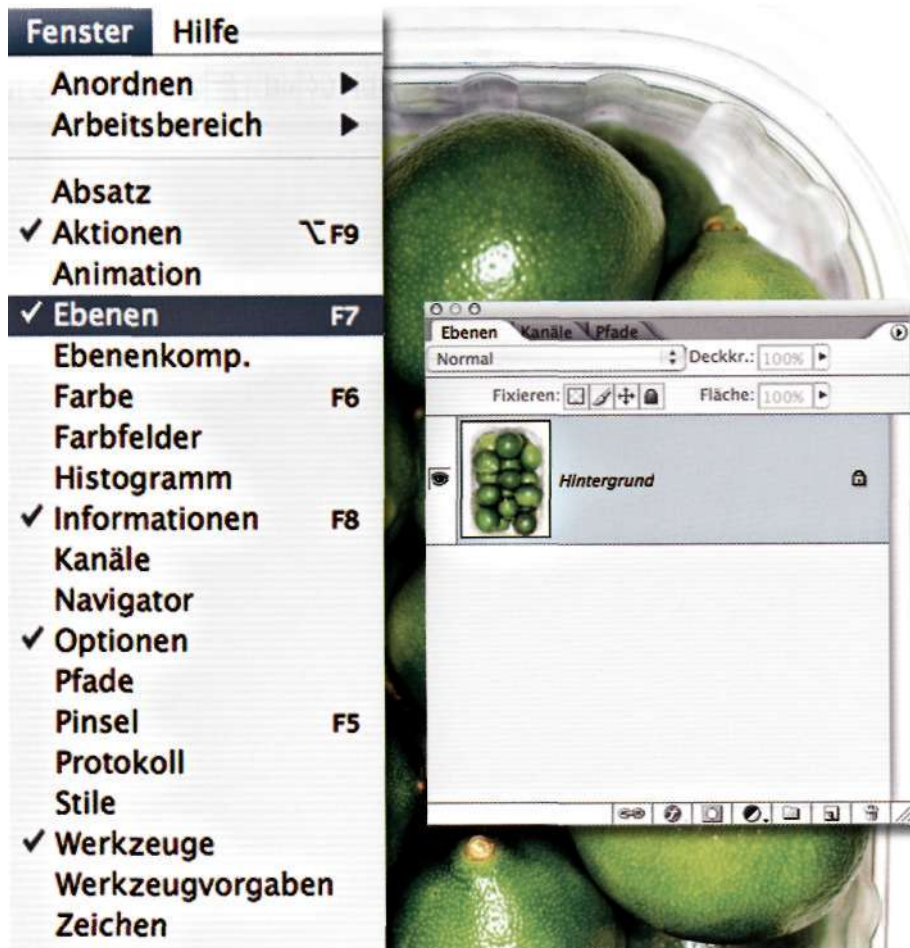 Fenster Hilfe
Anordnen
Arbeitsbereich
Absatz
Aktionen ⌥F9
Animation
Ebenen F7
Ebenenkomp.
Farbe F6
Farbfelder
Histogramm
Informationen F8
Kanäle
Navigator
Optionen
Pfade
Pinsel F5
Protokoll
Stile
Werkzeuge
Werkzeugvorgaben
Zeichen
Ebenen Kanäle Pfade
Normal Deckkr.: 100%
Fixieren: Fläche: 100%
Hintergrund